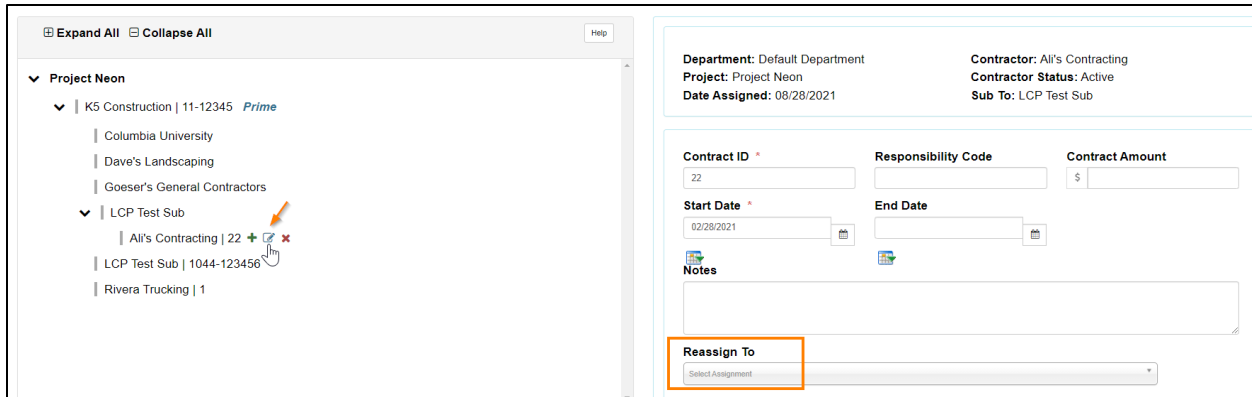 Expand All Collapse All
Help
Project Neon
K5 Construction | 11-12345 Prime
Columbia University
Dave's Landscaping
Goeser's General Contractors
LCP Test Sub
Ali's Contracting | 22
LCP Test Sub | 1044-123456
Rivera Trucking | 1
Department: Default Department
Contractor: Ali's Contracting
Project: Project Neon
Contractor Status: Active
Date Assigned: 08/28/2021
Sub To: LCP Test Sub
Contract ID *
Responsibility Code
Contract Amount
22
$
Start Date *
End Date
02/28/2021
Notes
Reassign To
Select Assignment